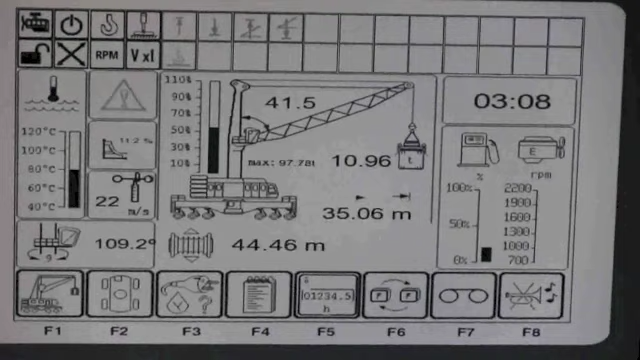 RPM VxI
110%
90%
70%
50%
30%
10%
41.5
max: 97.78t
10.96
t
35.06 m
44.46 m
03:08
120°C
100°C
80°C
60°C
40°C
11.2 %
22 m/s
109.2°
% rpm
E
100%
50%
0%
2200
1900
1600
1300
1000
700
01234.5
h
F F
F1 F2 F3 F4 F5 F6 F7 F8